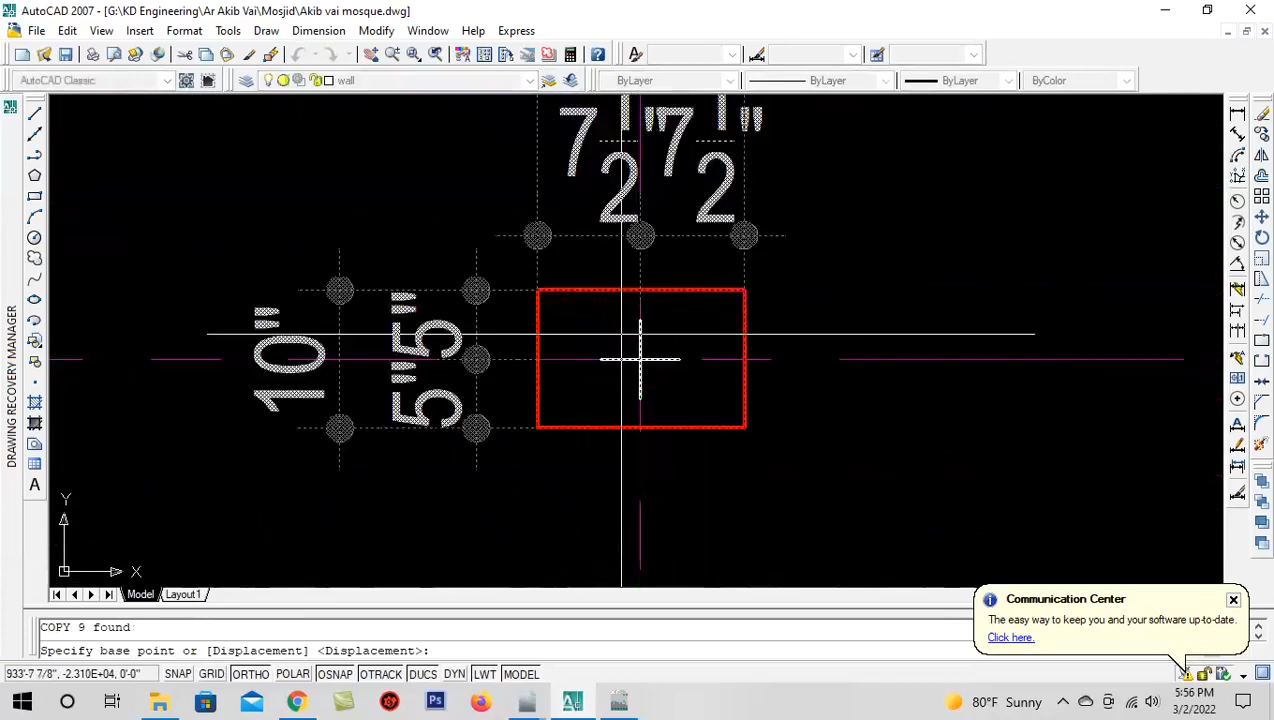 AutoCAD 2007 - [G:\KD Engineering\Ar Akib Vai\Mosjid\Akib vai mosque.dwg]
File Edit View Insert Format Tools Draw Dimension Modify Window Help Express
AutoCAD Classic wall ByLayer ByLayer ByLayer ByColor
7 1/2" 7 1/2"
10" 5" 5"
DRAWING RECOVERY MANAGER
A
Y
X
Model Layout1
Communication Center
The easy way to keep you and your software up-to-date.
Click here.
COPY 9 found
Specify base point or [Displacement] <Displacement>:
933'-7 7/8", -2.310E+04, 0'-0" SNAP GRID ORTHO POLAR OSNAP OTRACK DUCS DYN LWT MODEL
Ps
80°F Sunny
5:56 PM
3/2/2022